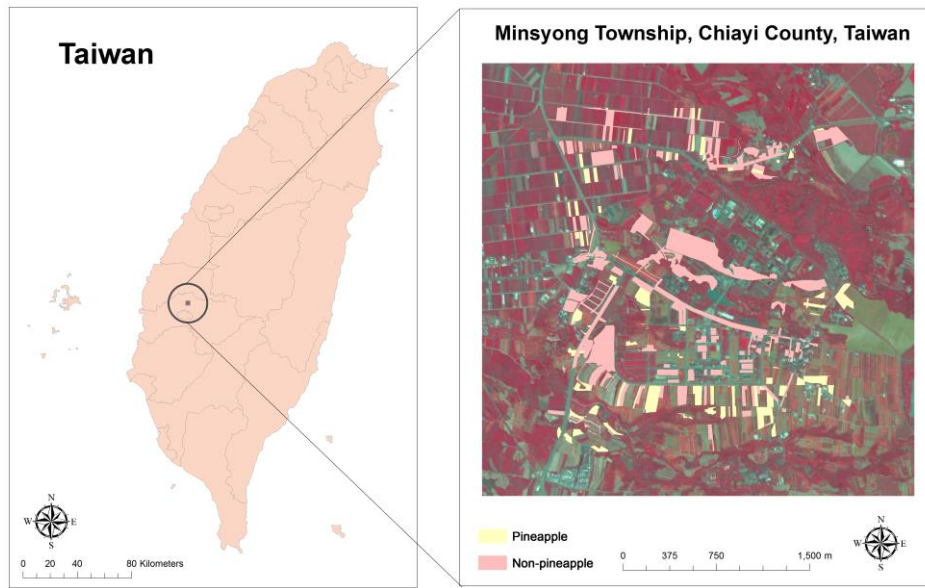 Taiwan
N
W E
S
0 20 40 80 Kilometers
Minsyong Township, Chiayi County, Taiwan
Pineapple
Non-pineapple
0 375 750 1,500 m
N
W E
S